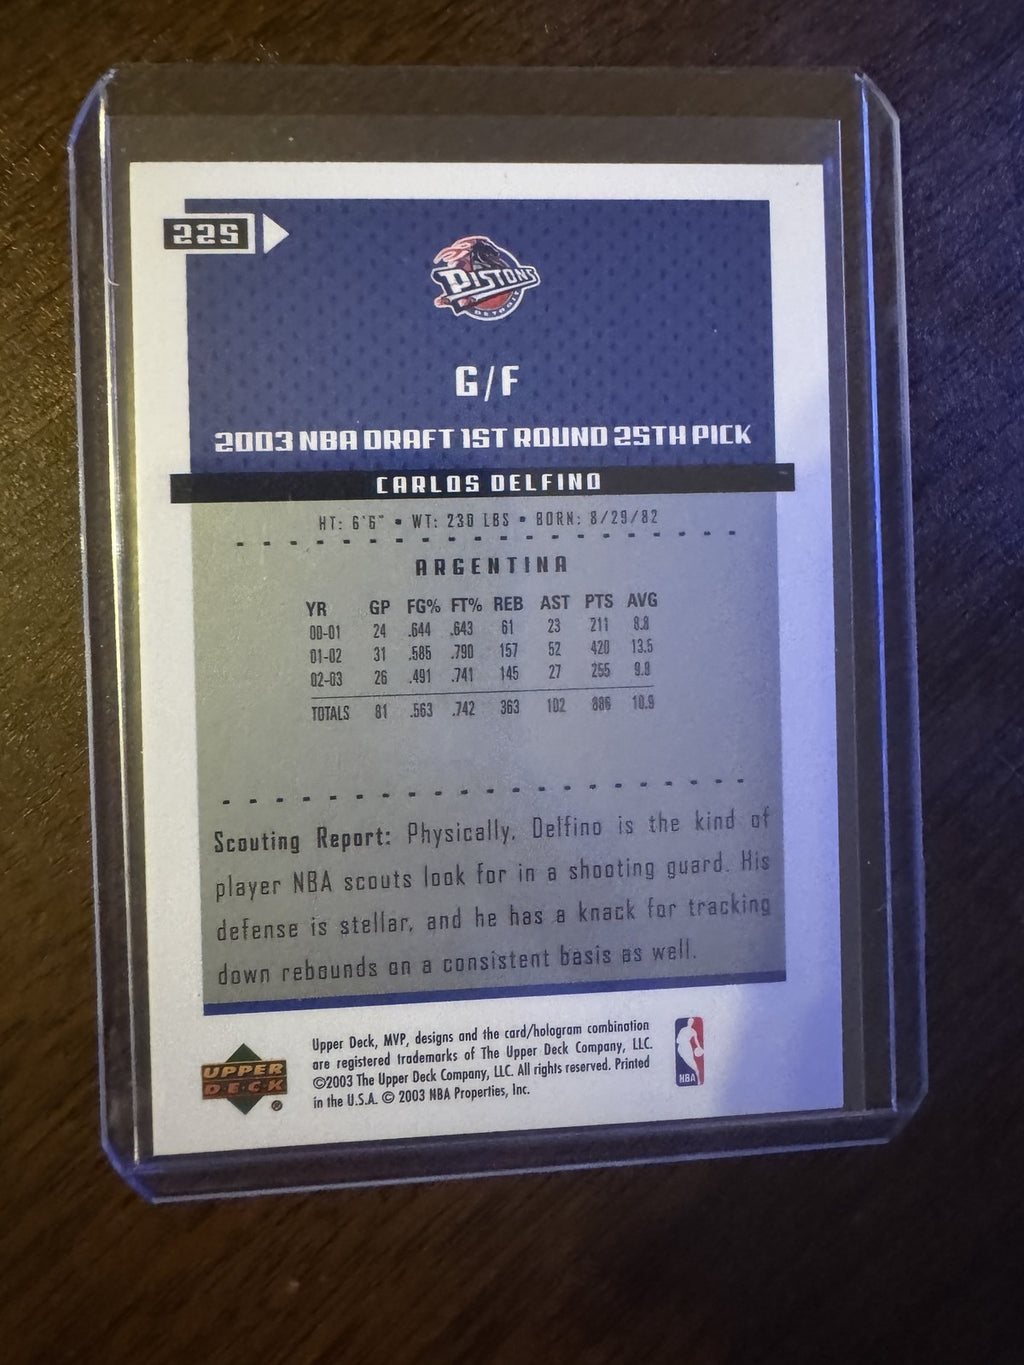 225
PISTONS
DETROIT
G/F
2003 NBA DRAFT 1ST ROUND 25TH PICK
CARLOS DELFINO
HT: 6'6" • WT: 230 LBS • BORN: 8/29/82
ARGENTINA
YR GP FG% FT% REB AST PTS AVG
00-01 24 .644 .643 61 23 211 8.8
01-02 31 .585 .790 157 52 420 13.5
02-03 26 .491 .741 145 27 255 9.8
TOTALS 81 .563 .742 363 102 886 10.9
Scouting Report: Physically, Delfino is the kind of
player NBA scouts look for in a shooting guard. His
defense is stellar, and he has a knack for tracking
down rebounds on a consistent basis as well.
Upper Deck, MVP, designs and the card/hologram combination
are registered trademarks of The Upper Deck Company, LLC.
©2003 The Upper Deck Company, LLC. All rights reserved. Printed
in the U.S.A. © 2003 NBA Properties, Inc.
UPPER
DECK
®
NBA